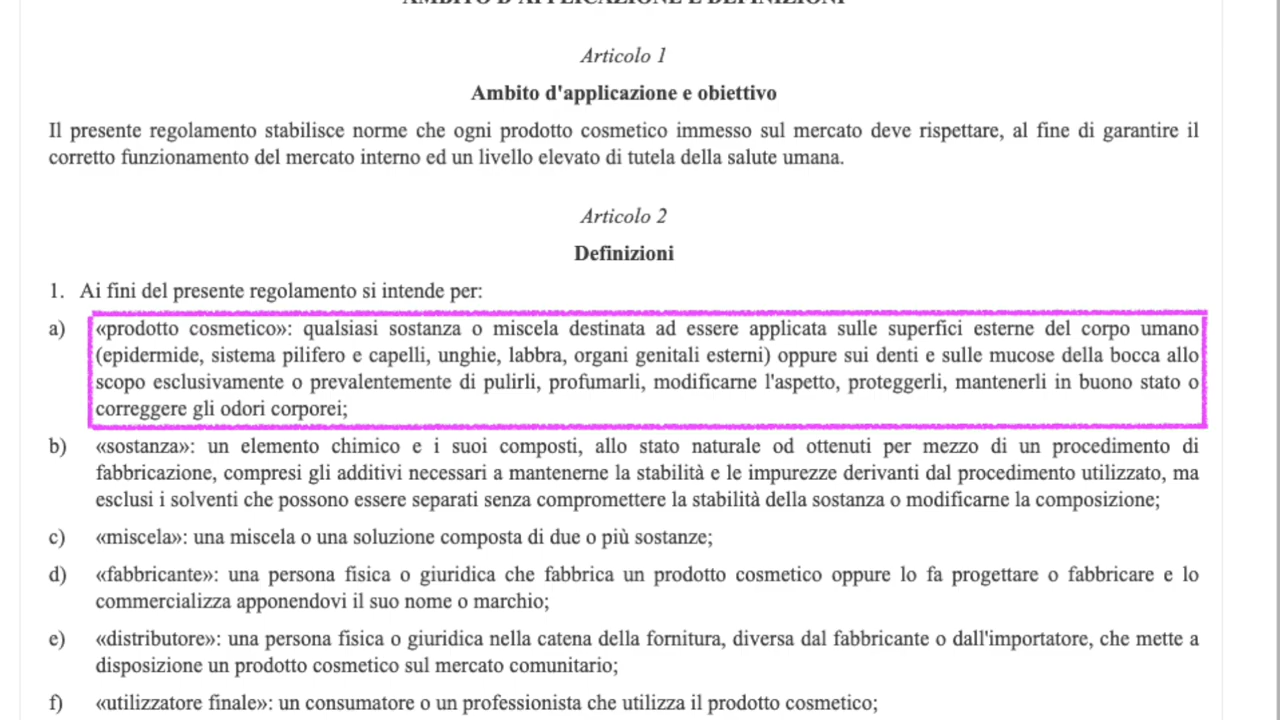 AMBITO D'APPLICAZIONE E DEFINIZIONI
Articolo 1
Ambito d'applicazione e obiettivo
Il presente regolamento stabilisce norme che ogni prodotto cosmetico immesso sul mercato deve rispettare, al fine di garantire il
corretto funzionamento del mercato interno ed un livello elevato di tutela della salute umana.
Articolo 2
Definizioni
1. Ai fini del presente regolamento si intende per:
a) «prodotto cosmetico»: qualsiasi sostanza o miscela destinata ad essere applicata sulle superfici esterne del corpo umano
(epidermide, sistema pilifero e capelli, unghie, labbra, organi genitali esterni) oppure sui denti e sulle mucose della bocca allo
scopo esclusivamente o prevalentemente di pulirli, profumarli, modificarne l'aspetto, proteggerli, mantenerli in buono stato o
correggere gli odori corporei;
b) «sostanza»: un elemento chimico e i suoi composti, allo stato naturale od ottenuti per mezzo di un procedimento di
fabbricazione, compresi gli additivi necessari a mantenerne la stabilità e le impurezze derivanti dal procedimento utilizzato, ma
esclusi i solventi che possono essere separati senza compromettere la stabilità della sostanza o modificarne la composizione;
c) «miscela»: una miscela o una soluzione composta di due o più sostanze;
d) «fabbricante»: una persona fisica o giuridica che fabbrica un prodotto cosmetico oppure lo fa progettare o fabbricare e lo
commercializza apponendovi il suo nome o marchio;
e) «distributore»: una persona fisica o giuridica nella catena della fornitura, diversa dal fabbricante o dall'importatore, che mette a
disposizione un prodotto cosmetico sul mercato comunitario;
f) «utilizzatore finale»: un consumatore o un professionista che utilizza il prodotto cosmetico;